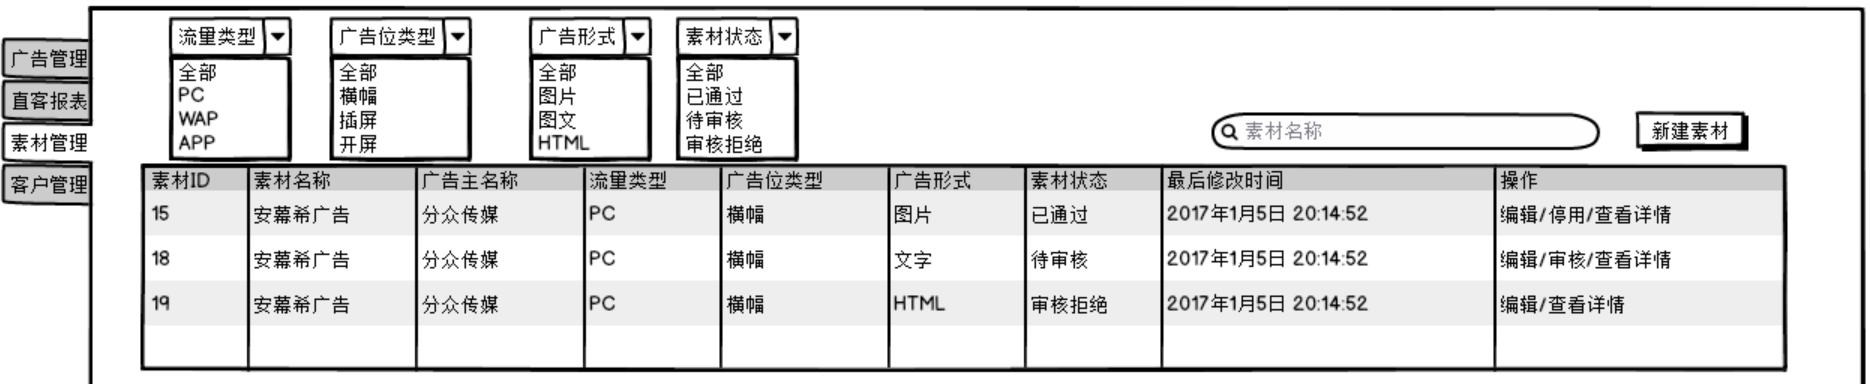 广告管理
直客报表
素材管理
客户管理
流量类型
全部
PC
WAP
APP
广告位类型
全部
横幅
插屏
开屏
广告形式
全部
图片
图文
HTML
素材状态
全部
已通过
待审核
审核拒绝
素材名称
新建素材
素材ID 素材名称 广告主名称 流量类型 广告位类型 广告形式 素材状态 最后修改时间 操作
15 安慕希广告 分众传媒 PC 横幅 图片 已通过 2017年1月5日 20:14:52 编辑/停用/查看详情
18 安慕希广告 分众传媒 PC 横幅 文字 待审核 2017年1月5日 20:14:52 编辑/审核/查看详情
19 安慕希广告 分众传媒 PC 横幅 HTML 审核拒绝 2017年1月5日 20:14:52 编辑/查看详情